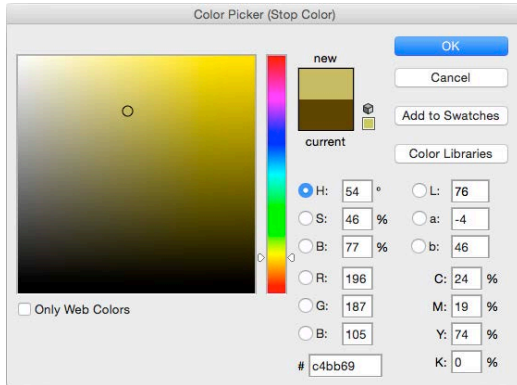 Color Picker (Stop Color)
new
current
OK
Cancel
Add to Swatches
Color Libraries
H: 54 °
S: 46 %
B: 77 %
R: 196
G: 187
B: 105
# c4bb69
L: 76
a: -4
b: 46
C: 24 %
M: 19 %
Y: 74 %
K: 0 %
Only Web Colors